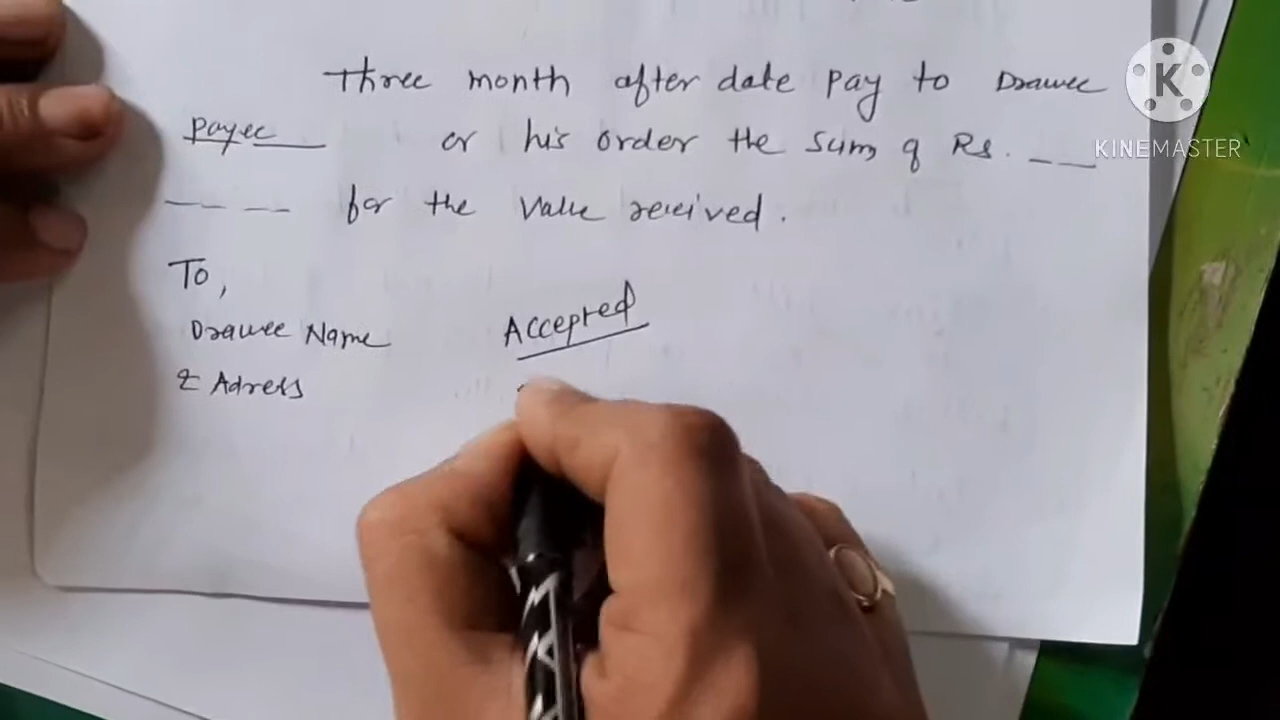 Three month after date pay to Drawee
payee or his order the sum of Rs. __
__ __ __ for the value received.
To,
Drawee Name
& Adress
Accepted
K
KINEMASTER